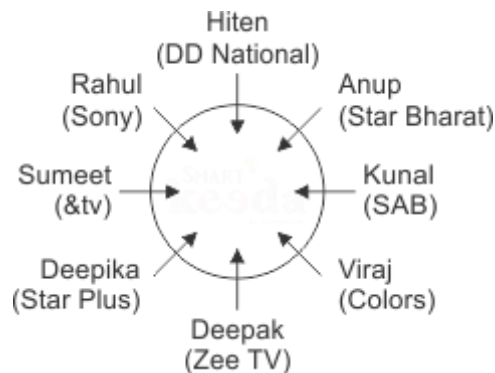 Hiten
(DD National)
Rahul
(Sony)
Anup
(Star Bharat)
Sumeet
(&tv)
Kunal
(SAB)
Deepika
(Star Plus)
Viraj
(Colors)
Deepak
(Zee TV)